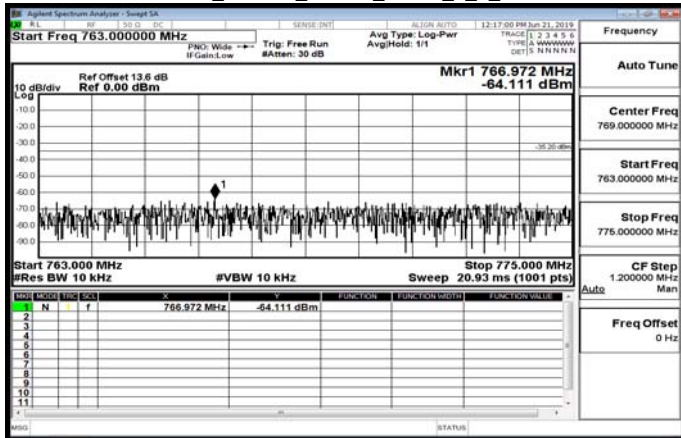 Agilent Spectrum Analyzer - Swept SA
RL RF 50 Ω DC SENSE:INT ALIGN AUTO 12:17:00 PM Jun 21, 2019
Start Freq 763.000000 MHz
PNO: Wide
IFGain:Low
Trig: Free Run
#Atten: 30 dB
Avg Type: Log-Pwr
Avg|Hold: 1/1
TRACE 1 2 3 4 5 6
TYPE A WWWWW
DET S NNNNN
Ref Offset 13.6 dB
10 dB/div Ref 0.00 dBm
Log
Mkr1 766.972 MHz
-64.111 dBm
-10.0
-20.0
-30.0
-35.20 dBm
-40.0
-50.0
-60.0
1
-70.0
-80.0
-90.0
Start 763.000 MHz Stop 775.000 MHz
#Res BW 10 kHz #VBW 10 kHz Sweep 20.93 ms (1001 pts)
MKR MODE TRC SCL X Y FUNCTION FUNCTION WIDTH FUNCTION VALUE
1 N 1 f 766.972 MHz -64.111 dBm
2
3
4
5
6
7
8
9
10
11
MSG STATUS
Frequency
Auto Tune
Center Freq
769.000000 MHz
Start Freq
763.000000 MHz
Stop Freq
775.000000 MHz
CF Step
1.200000 MHz
Auto Man
Freq Offset
0 Hz